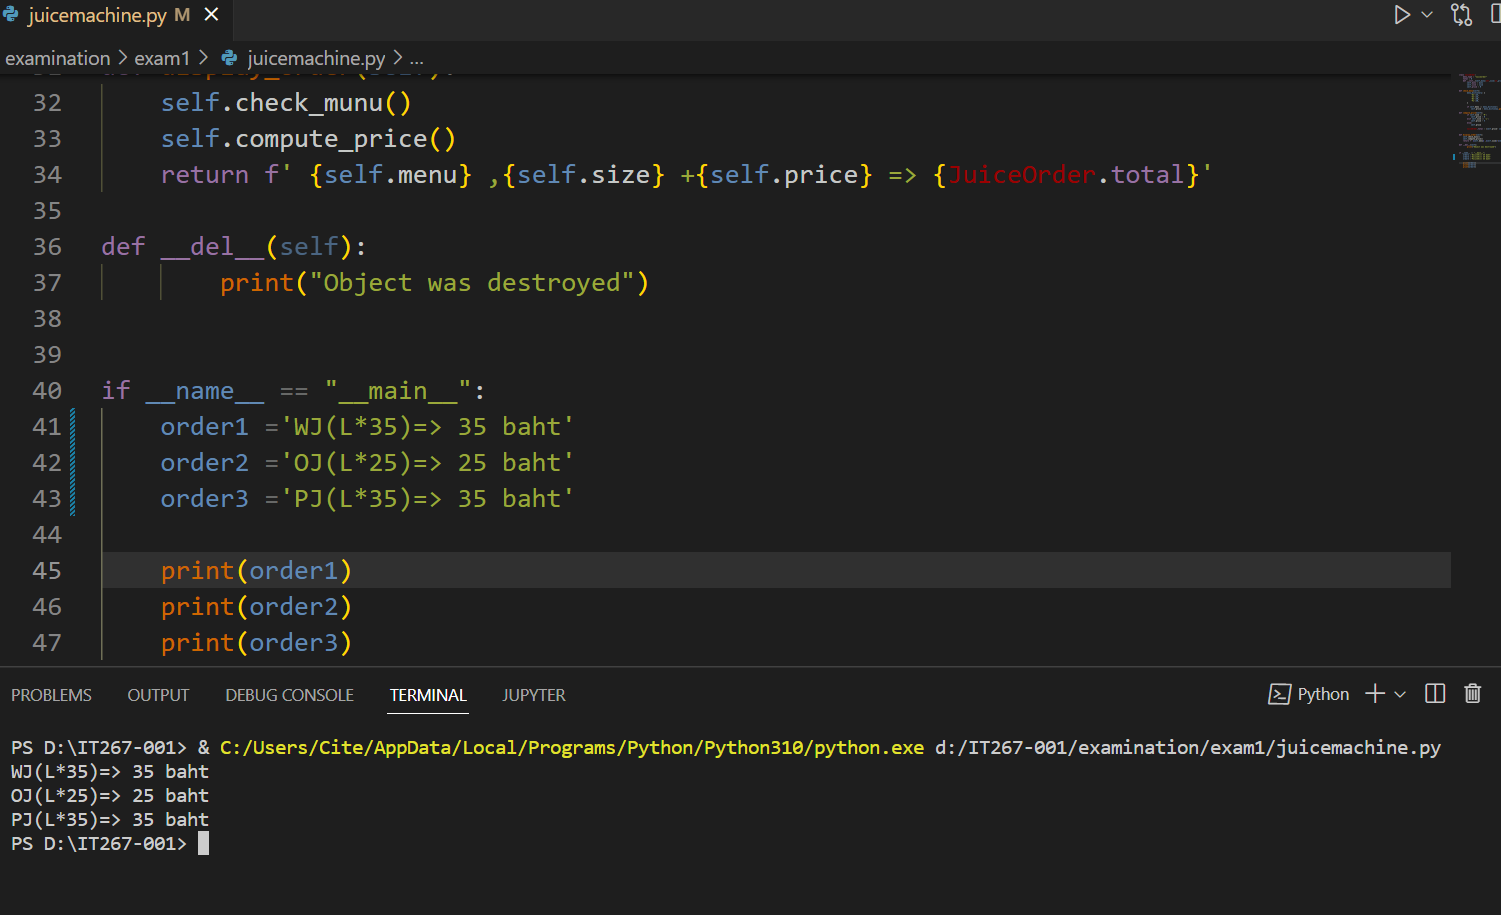 juicemachine.py M
examination > exam1 > juicemachine.py > ...
32 self.check_munu()
33 self.compute_price()
34 return f' {self.menu} ,{self.size} +{self.price} => {JuiceOrder.total}'
35
36 def __del__(self):
37 print("Object was destroyed")
38
39
40 if __name__ == "__main__":
41 order1 ='WJ(L*35)=> 35 baht'
42 order2 ='OJ(L*25)=> 25 baht'
43 order3 ='PJ(L*35)=> 35 baht'
44
45 print(order1)
46 print(order2)
47 print(order3)
PROBLEMS OUTPUT DEBUG CONSOLE TERMINAL JUPYTER Python
PS D:\IT267-001> & C:/Users/Cite/AppData/Local/Programs/Python/Python310/python.exe d:/IT267-001/examination/exam1/juicemachine.py
WJ(L*35)=> 35 baht
OJ(L*25)=> 25 baht
PJ(L*35)=> 35 baht
PS D:\IT267-001>